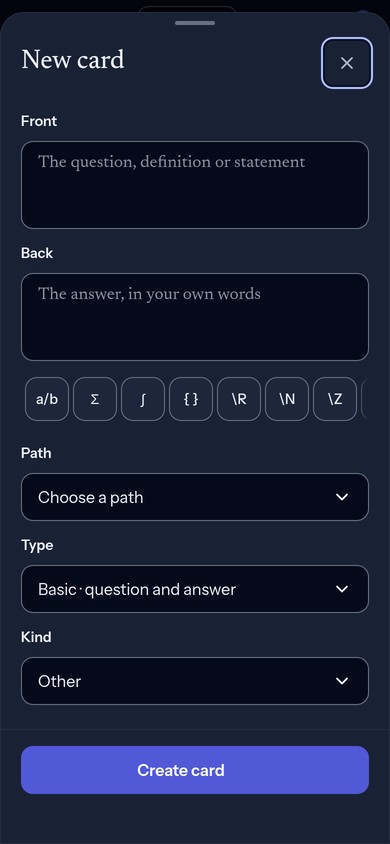 New card
Front
The question, definition or statement
Back
The answer, in your own words
a/b Σ ∫ { } \R \N \Z
Path
Choose a path
Type
Basic · question and answer
Kind
Other
Create card